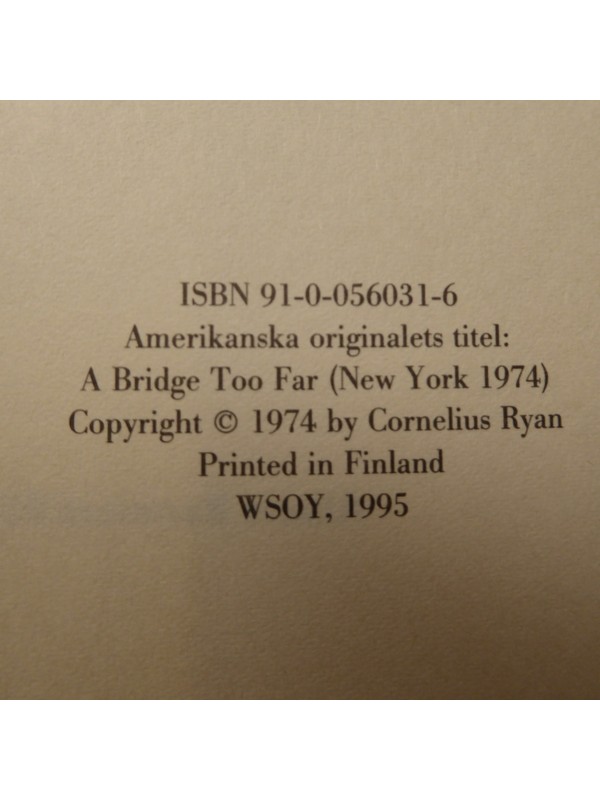 ISBN 91-0-056031-6
Amerikanska originalets titel:
A Bridge Too Far (New York 1974)
Copyright © 1974 by Cornelius Ryan
Printed in Finland
WSOY, 1995